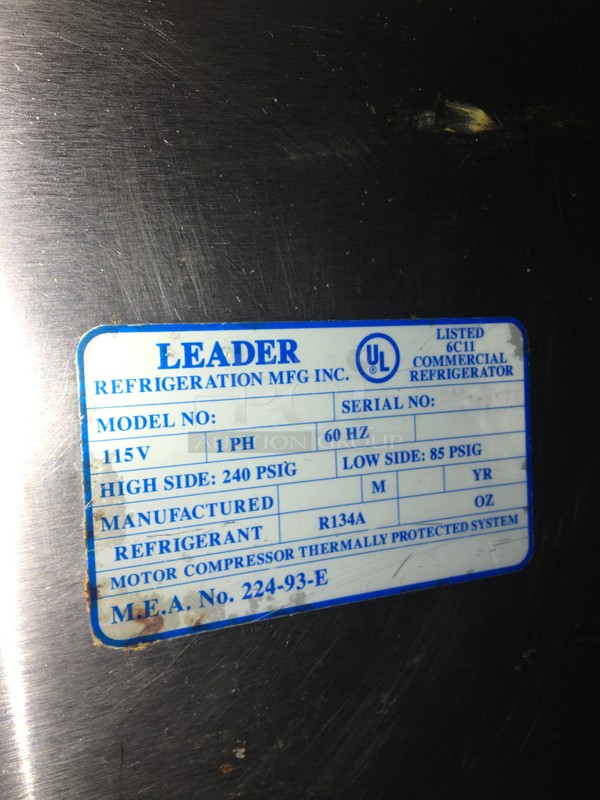 LEADER
REFRIGERATION MFG INC.
UL
LISTED
6C11
COMMERCIAL
REFRIGERATOR
MODEL NO:
SERIAL NO:
115V 1 PH 60 HZ
HIGH SIDE: 240 PSIG LOW SIDE: 85 PSIG
MANUFACTURED M YR
REFRIGERANT R134A OZ
MOTOR COMPRESSOR THERMALLY PROTECTED SYSTEM
M.E.A. No. 224-93-E
AUCTION GROUP